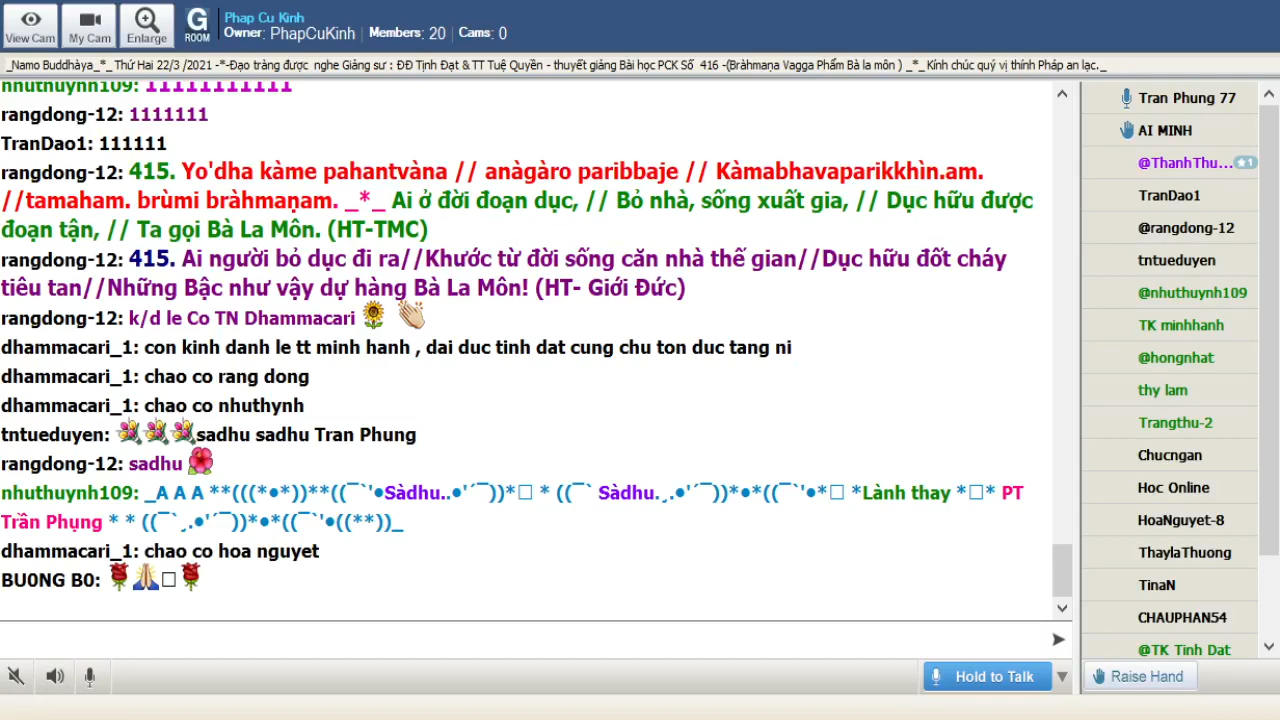 View Cam
My Cam
Enlarge
G
ROOM
Phap Cu Kinh
Owner: PhapCuKinh | Members: 20 | Cams: 0
_Namo Buddhàya_*_ Thứ Hai 22/3 /2021 -*-Đạo tràng được nghe Giảng sư : ĐĐ Tịnh Đạt & TT Tuệ Quyền - thuyết giảng Bài học PCK Số 416 -(Bràhmaṇa Vagga Phẩm Bà la môn ) _*_ Kính chúc quý vị thính Pháp an lạc._
nhuthuynh109: 11111111111
rangdong-12: 1111111
TranDao1: 111111
rangdong-12: 415. Yo'dha kàme pahantvàna // anàgàro paribbaje // Kàmabhavaparikkhìn.am.
//tamaham. brùmi bràhmaṇam. _*_ Ai ở đời đoạn dục, // Bỏ nhà, sống xuất gia, // Dục hữu được
đoạn tận, // Ta gọi Bà La Môn. (HT-TMC)
rangdong-12: 415. Ai người bỏ dục đi ra//Khước từ đời sống căn nhà thế gian//Dục hữu đốt cháy
tiêu tan//Những Bậc như vậy dự hàng Bà La Môn! (HT- Giới Đức)
rangdong-12: k/d le Co TN Dhammacari
dhammacari_1: con kinh danh le tt minh hanh , dai duc tinh dat cung chu ton duc tang ni
dhammacari_1: chao co rang dong
dhammacari_1: chao co nhuthynh
tntueduyen: sadhu sadhu Tran Phung
rangdong-12: sadhu
nhuthuynh109: _A A A **(((*•*))**((¯`'•Sàdhu..•'´¯))*□ * ((¯` Sàdhu.¸.•'´¯))*•*((¯`'•*□ *Lành thay *□* PT
Trần Phụng * * ((¯`¸.•'´¯))*•*((¯`'•((**))_
dhammacari_1: chao co hoa nguyet
BU0NG B0:
Hold to Talk
Tran Phung 77
AI MINH
@ThanhThu... 1
TranDao1
@rangdong-12
tntueduyen
@nhuthuynh109
TK minhhanh
@hongnhat
thy lam
Trangthu-2
Chucngan
Hoc Online
HoaNguyet-8
ThaylaThuong
TinaN
CHAUPHAN54
@TK Tinh Dat
Raise Hand